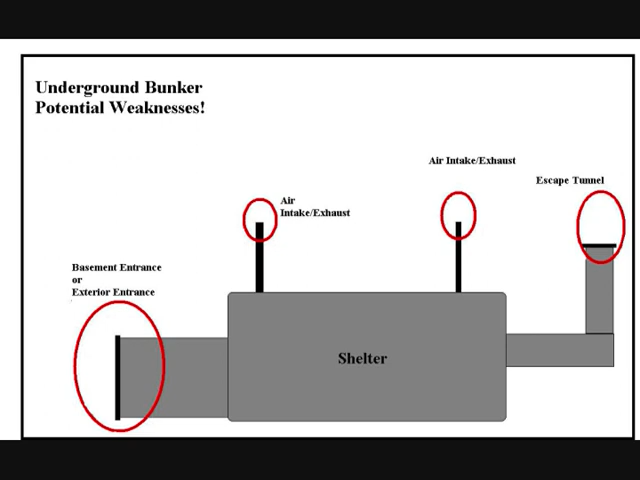 Underground Bunker
Potential Weaknesses!
Air Intake/Exhaust
Escape Tunnel
Air
Intake/Exhaust
Basement Entrance
or
Exterior Entrance
Shelter